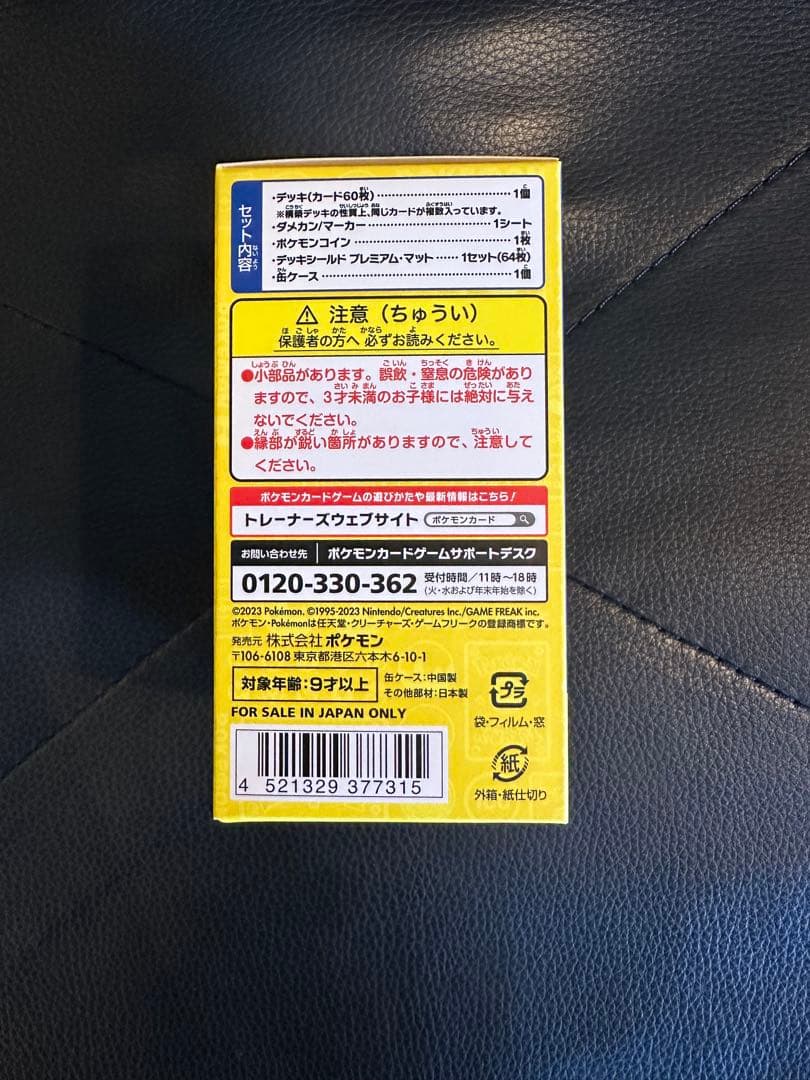 セット内容
・デッキ(カード60枚)……………………………1個
※構築デッキの性質上、同じカードが複数入っています。
・ダメカン/マーカー……………………………1シート
・ポケモンコイン……………………………………1枚
・デッキシールド プレミアム・マット……1セット(64枚)
・缶ケース……………………………………………1個
⚠ 注意(ちゅうい)
保護者の方へ 必ずお読みください。
●小部品があります。誤飲・窒息の危険があり
ますので、3才未満のお子様には絶対に与え
ないでください。
●縁部が鋭い箇所がありますので、注意して
ください。
ポケモンカードゲームの遊びかたや最新情報はこちら!
トレーナーズウェブサイト ポケモンカード
お問い合わせ先 ポケモンカードゲームサポートデスク
0120-330-362 受付時間/11時〜18時
(火・水および年末年始を除く)
©2023 Pokémon. ©1995-2023 Nintendo/Creatures Inc./GAME FREAK inc.
ポケモン・Pokémonは任天堂・クリーチャーズ・ゲームフリークの登録商標です。
発売元 株式会社ポケモン
〒106-6108 東京都港区六本木6-10-1
対象年齢:9才以上
缶ケース:中国製
その他部材:日本製
FOR SALE IN JAPAN ONLY
プラ
袋・フィルム・窓
紙
外箱・紙仕切り
4 521329 377315